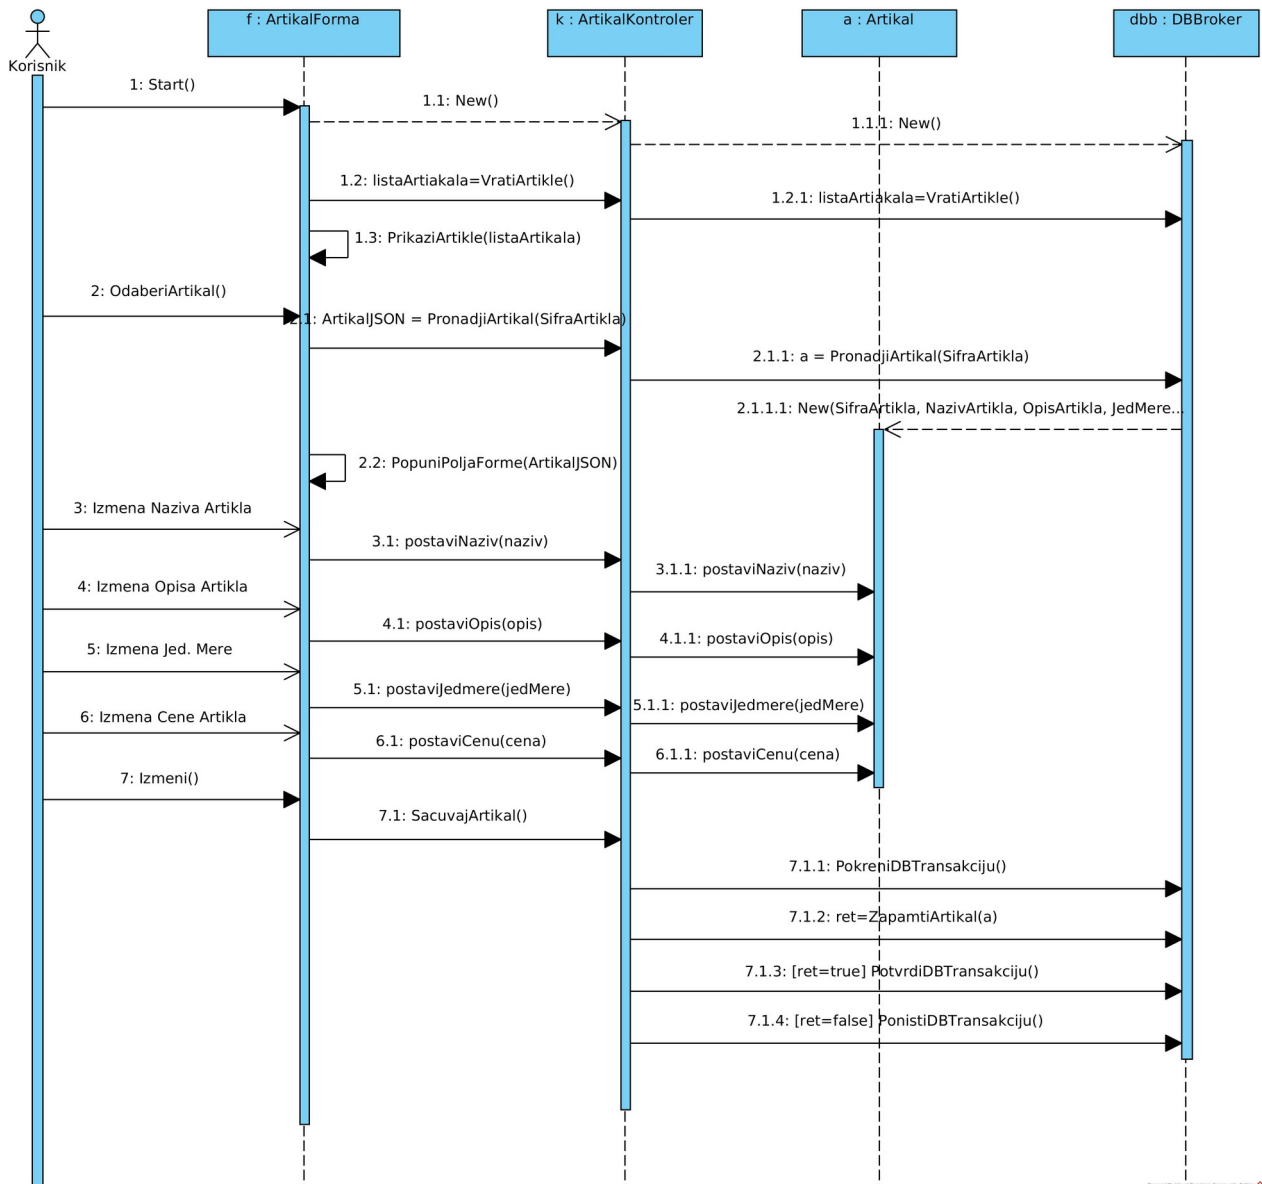 f : ArtikalForma
k : ArtikalKontroler
a : Artikal
dbb : DBBroker
Korisnik
1: Start()
1.1: New()
1.1.1: New()
1.2: listaArtiakala=VratiArtikle()
1.2.1: listaArtiakala=VratiArtikle()
1.3: PrikaziArtikle(listaArtikala)
2: OdaberiArtikal()
2.1: ArtikalJSON = PronadjiArtikal(SifraArtikla)
2.1.1: a = PronadjiArtikal(SifraArtikla)
2.1.1.1: New(SifraArtikla, NazivArtikla, OpisArtikla, JedMere...
2.2: PopuniPoljaForme(ArtikalJSON)
3: Izmena Naziva Artikla
3.1: postaviNaziv(naziv)
3.1.1: postaviNaziv(naziv)
4: Izmena Opisa Artikla
4.1: postaviOpis(opis)
4.1.1: postaviOpis(opis)
5: Izmena Jed. Mere
5.1: postaviJedmere(jedMere)
5.1.1: postaviJedmere(jedMere)
6: Izmena Cene Artikla
6.1: postaviCenu(cena)
6.1.1: postaviCenu(cena)
7: Izmeni()
7.1: SacuvajArtikal()
7.1.1: PokreniDBTransakciju()
7.1.2: ret=ZapamtiArtikal(a)
7.1.3: [ret=true] PotvrdiDBTransakciju()
7.1.4: [ret=false] PonistiDBTransakciju()